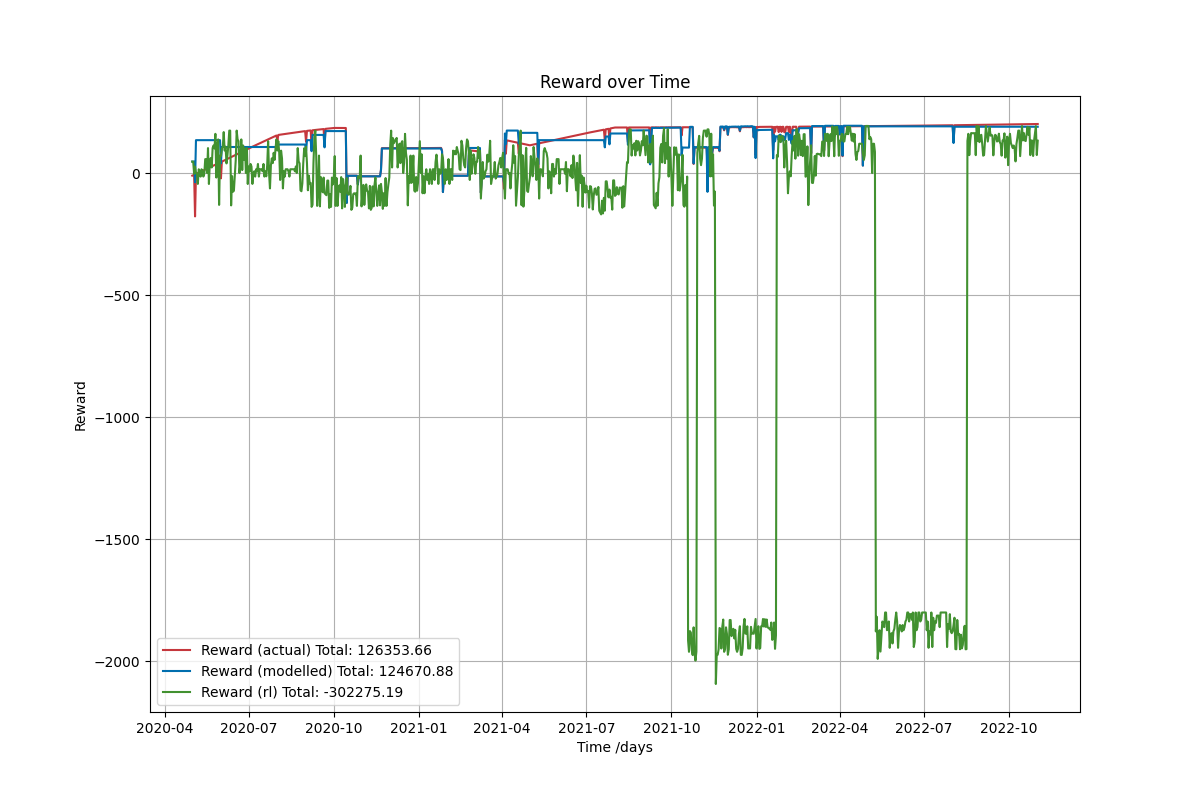 Reward over Time
Reward
0
−500
−1000
−1500
−2000
Reward (actual) Total: 126353.66
Reward (modelled) Total: 124670.88
Reward (rl) Total: -302275.19
2020-04 2020-07 2020-10 2021-01 2021-04 2021-07 2021-10 2022-01 2022-04 2022-07 2022-10
Time /days